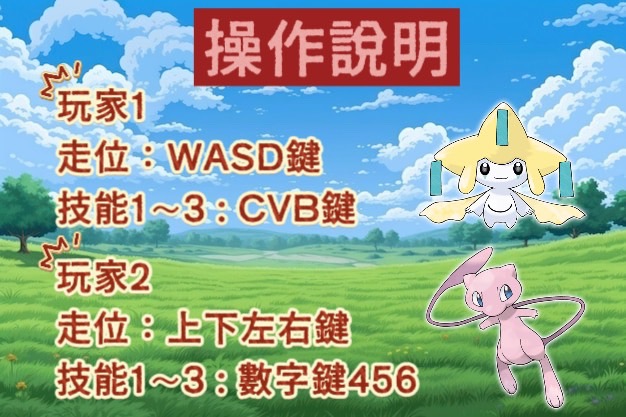 操作說明
玩家1
走位：WASD鍵
技能1～3：CVB鍵
玩家2
走位：上下左右鍵
技能1～3：數字鍵456